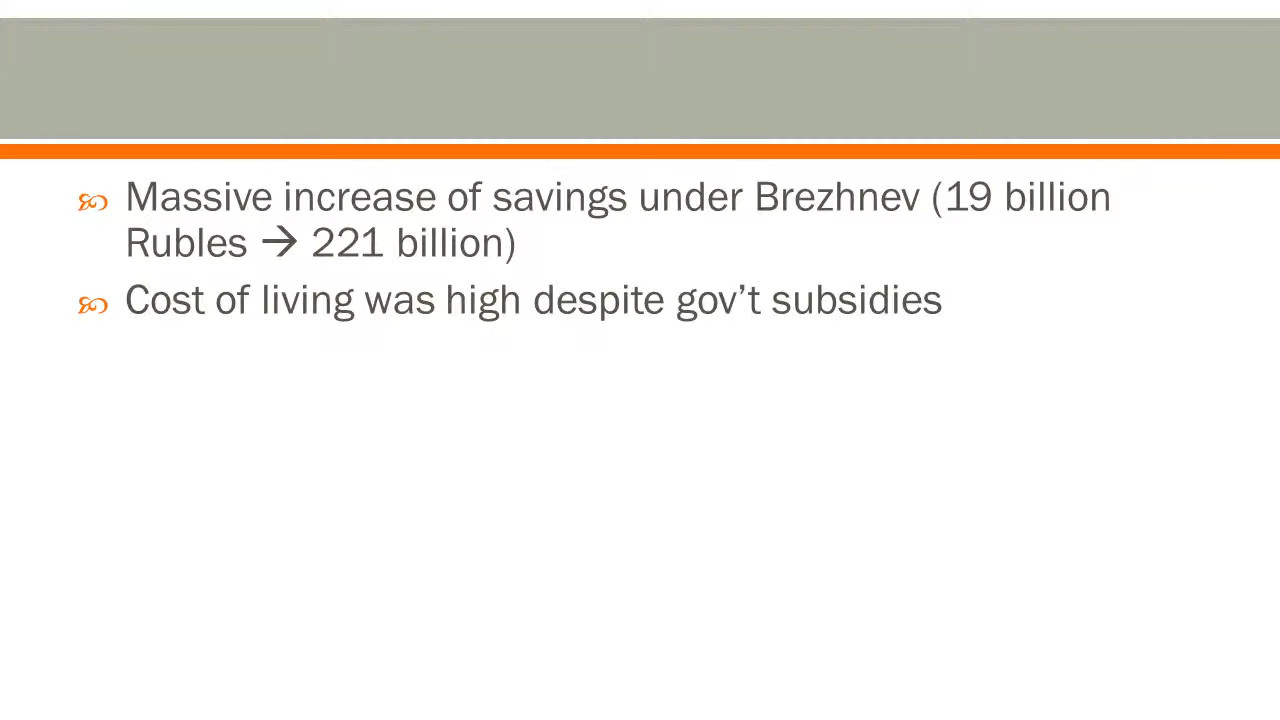 Massive increase of savings under Brezhnev (19 billion
Rubles → 221 billion)
Cost of living was high despite gov’t subsidies